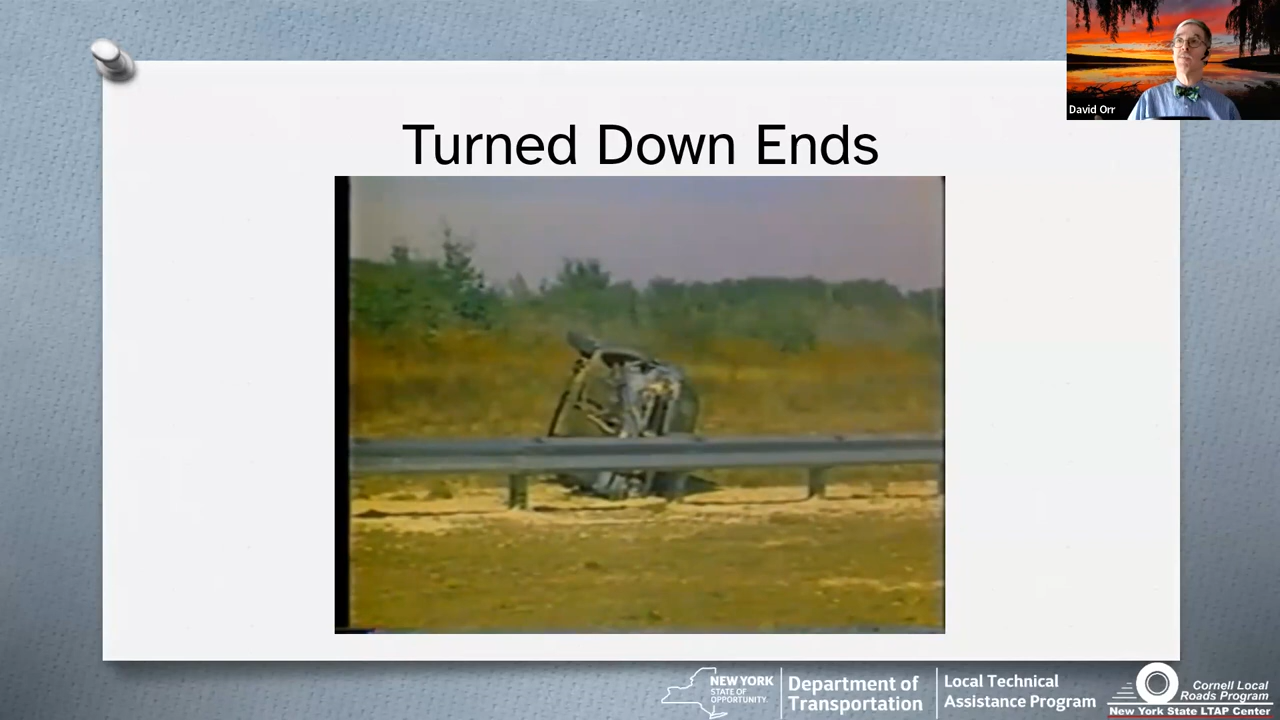 David Orr
Turned Down Ends
NEW YORK
STATE OF
OPPORTUNITY.
Department of
Transportation
Local Technical
Assistance Program
Cornell Local
Roads Program
New York State LTAP Center